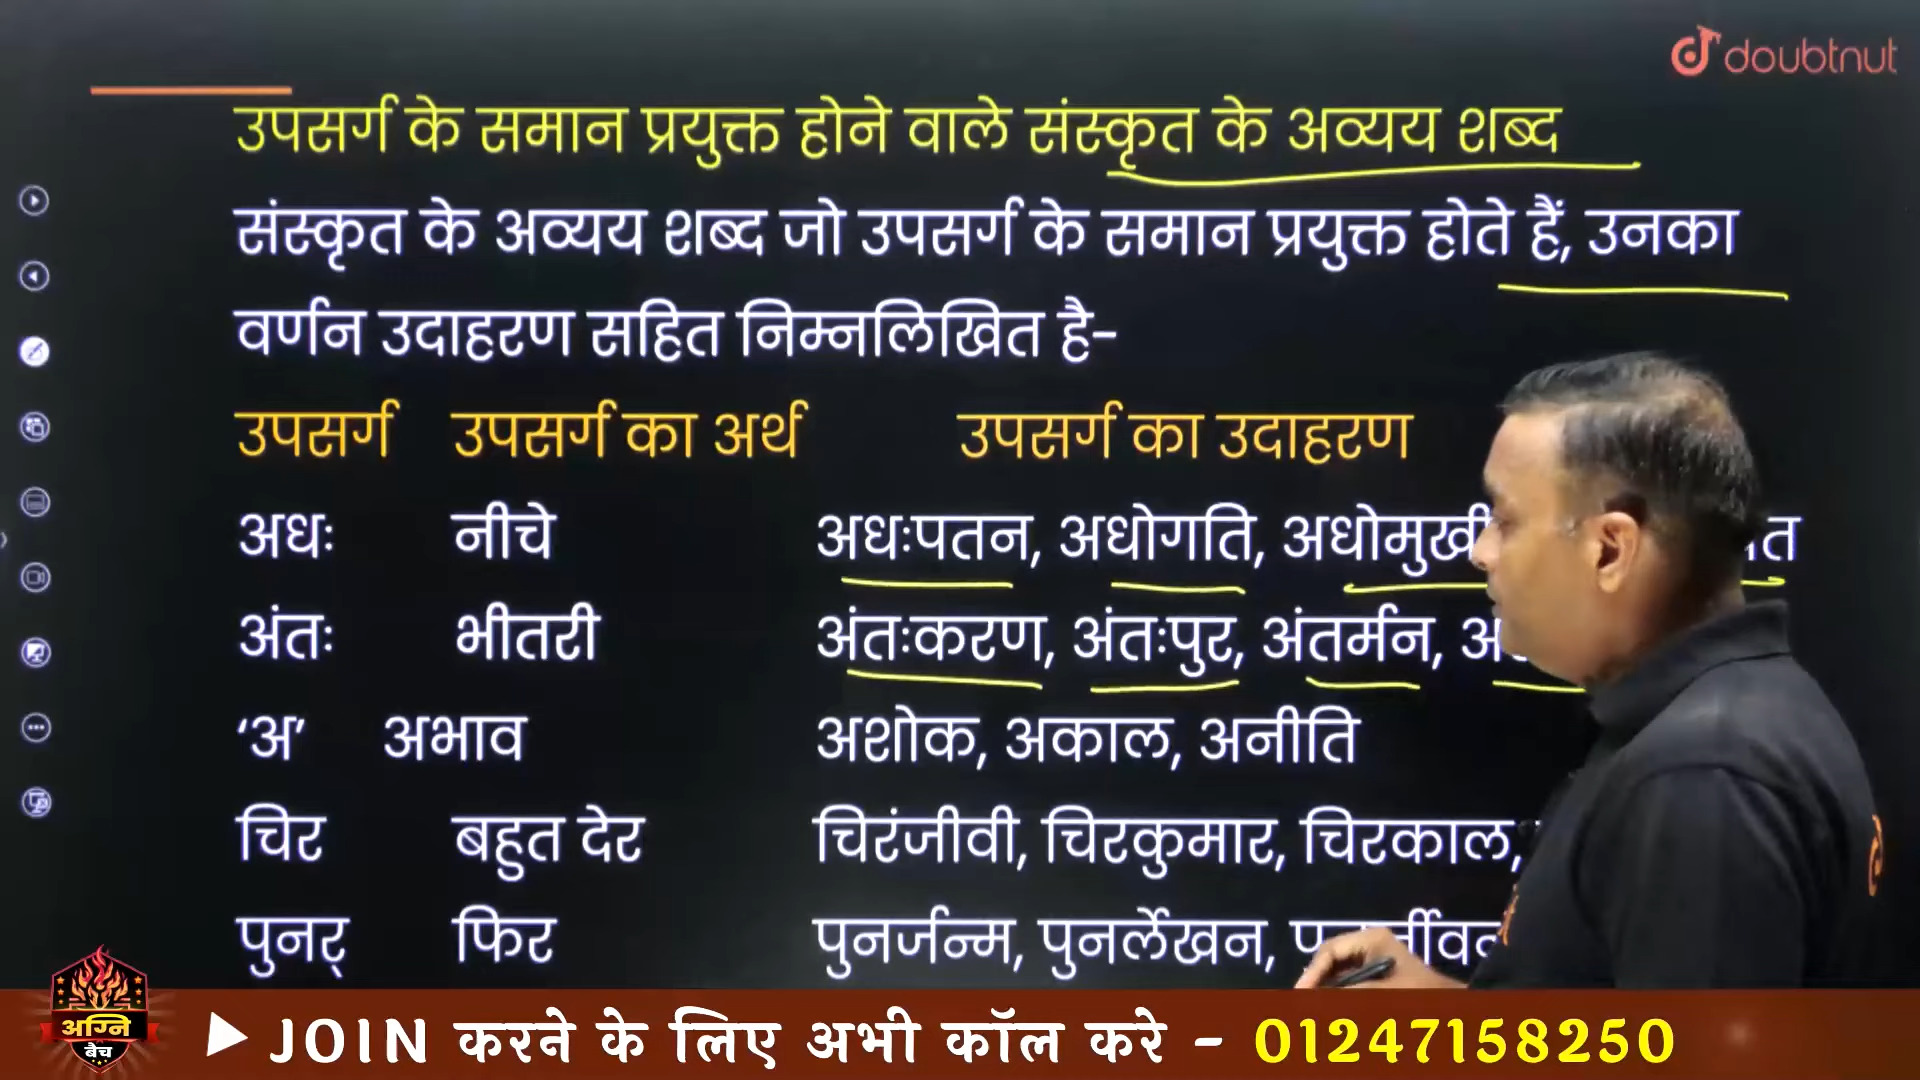 doubtnut
उपसर्ग के समान प्रयुक्त होने वाले संस्कृत के अव्यय शब्द
संस्कृत के अव्यय शब्द जो उपसर्ग के समान प्रयुक्त होते हैं, उनका
वर्णन उदाहरण सहित निम्नलिखित है-
उपसर्ग उपसर्ग का अर्थ उपसर्ग का उदाहरण
अधः नीचे अधःपतन, अधोगति, अधोमुखी
अंतः भीतरी अंतःकरण, अंतःपुर, अंतर्मन,
‘अ’ अभाव अशोक, अकाल, अनीति
चिर बहुत देर चिरंजीवी, चिरकुमार, चिरकाल,
पुनर् फिर पुनर्जन्म, पुनर्लेखन,
अग्नि
बैच
JOIN करने के लिए अभी कॉल करे - 01247158250